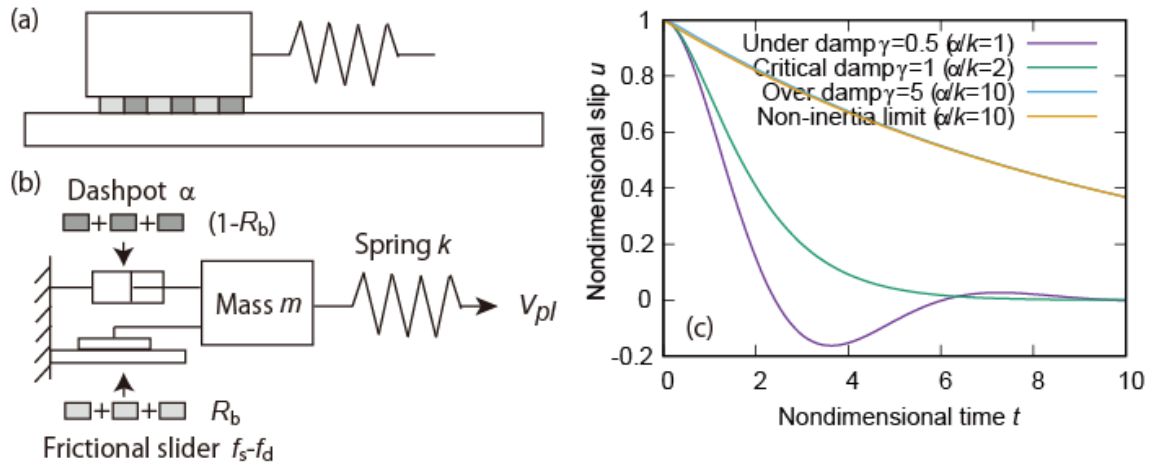 (a)
(b)
Dashpot α
+ + (1-Rb)
Spring k
Mass m
Vpl
+ + Rb
Frictional slider fs-fd
(c)
Nondimensional slip u
1
0.8
0.6
0.4
0.2
0
-0.2
Under damp γ=0.5 (α/k=1)
Critical damp γ=1 (α/k=2)
Over damp γ=5 (α/k=10)
Non-inertia limit (α/k=10)
0 2 4 6 8 10
Nondimensional time t